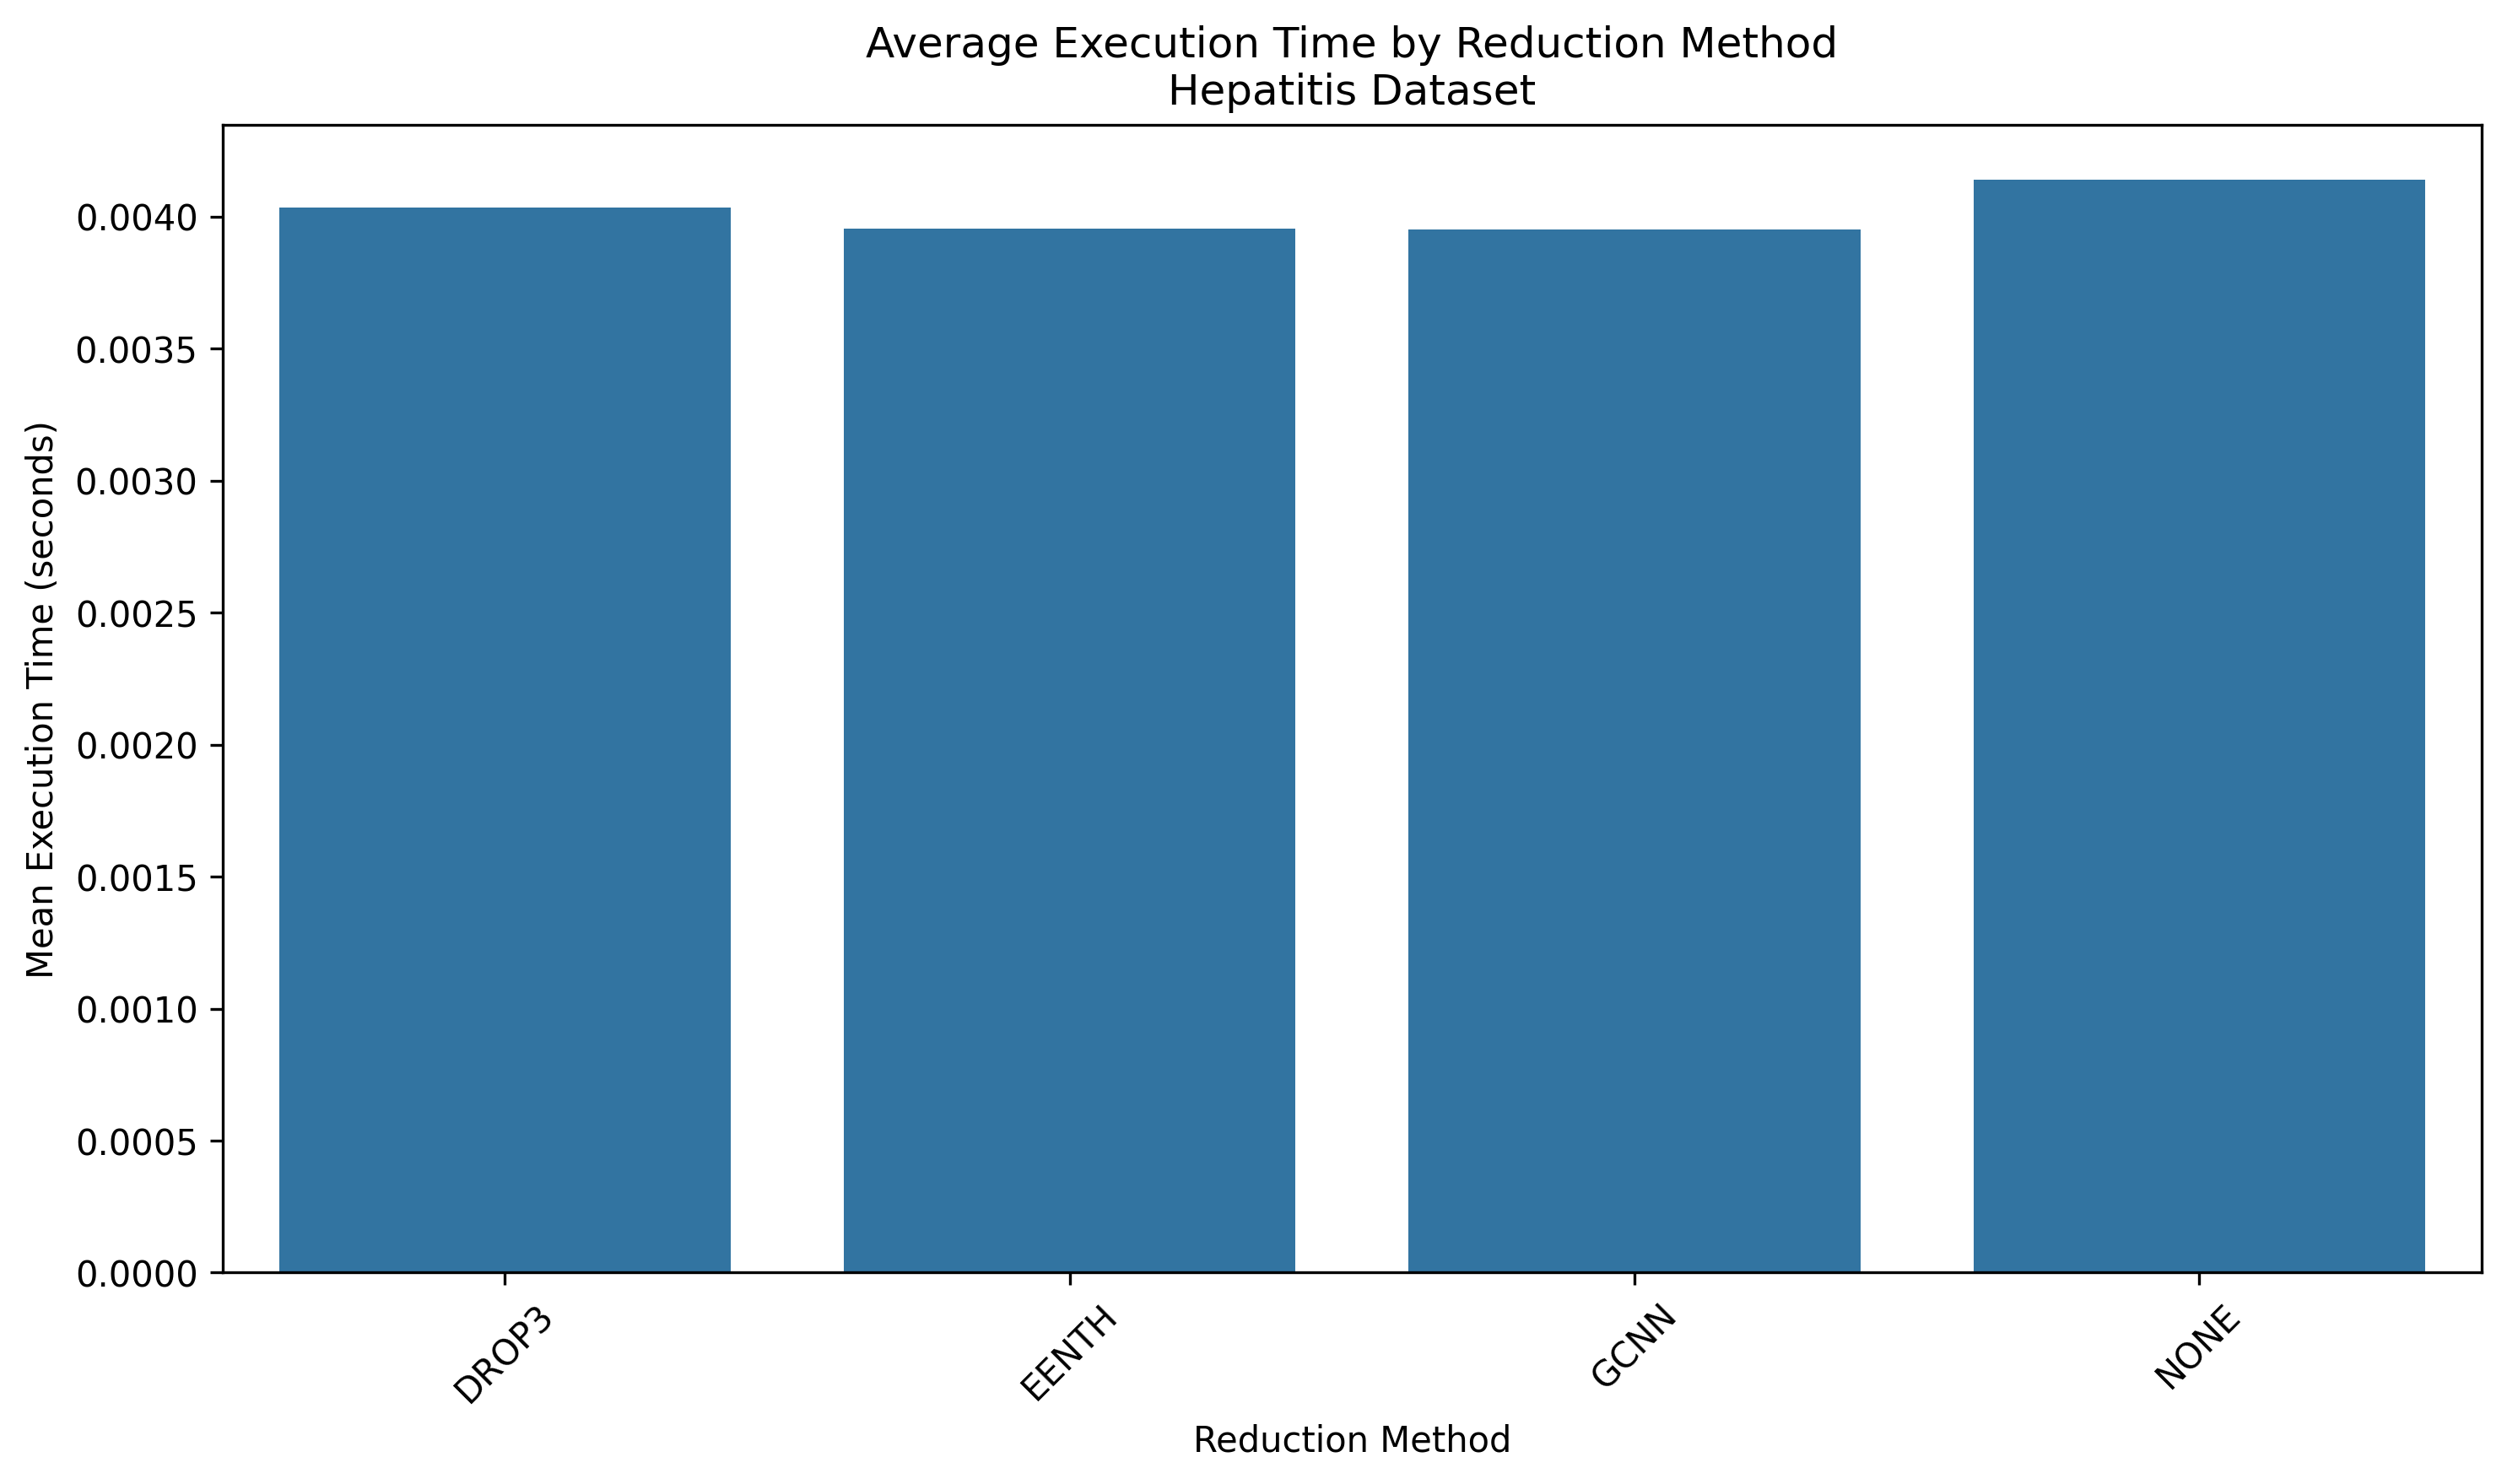 Average Execution Time by Reduction Method
Hepatitis Dataset
Mean Execution Time (seconds)
0.0040
0.0035
0.0030
0.0025
0.0020
0.0015
0.0010
0.0005
0.0000
DROP3
EENTH
GCNN
NONE
Reduction Method